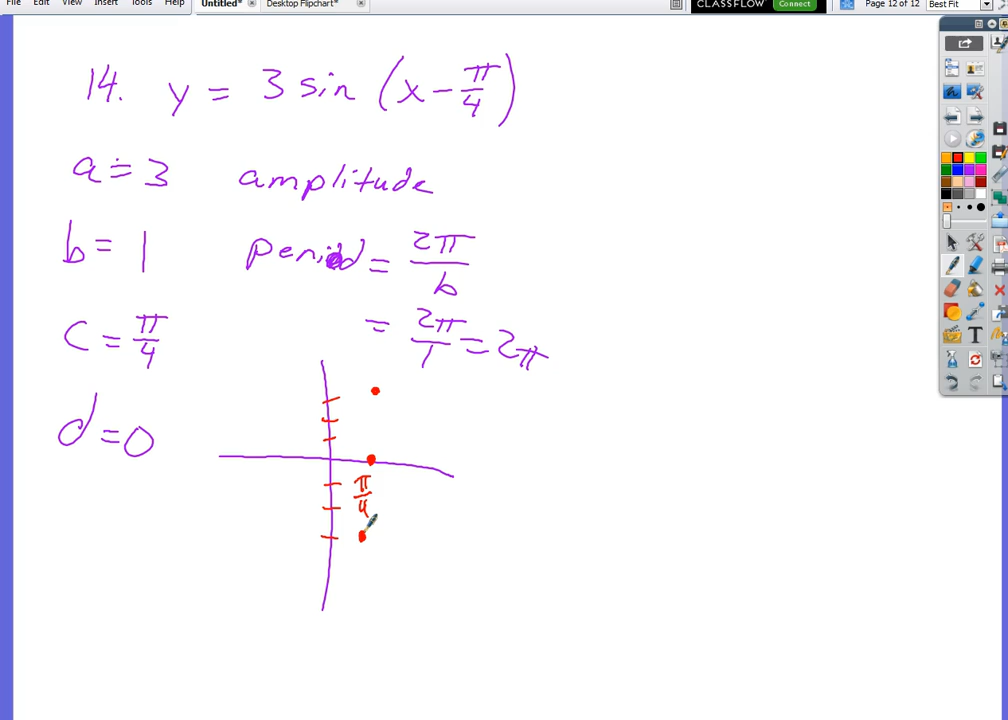 File Edit View Insert Tools Help
Untitled* Desktop Flipchart*
CLASSFLOW Connect
Page 12 of 12 Best Fit
14. y = 3 sin (x - π/4)
a = 3 amplitude
b = 1 period = 2π/b
= 2π/1 = 2π
c = π/4
d = 0
π/4
T